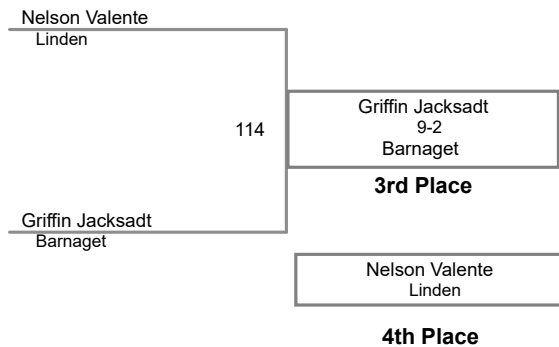 Nelson Valente
Linden
114
Griffin Jacksadt
9-2
Barnaget
3rd Place
Griffin Jacksadt
Barnaget
Nelson Valente
Linden
4th Place